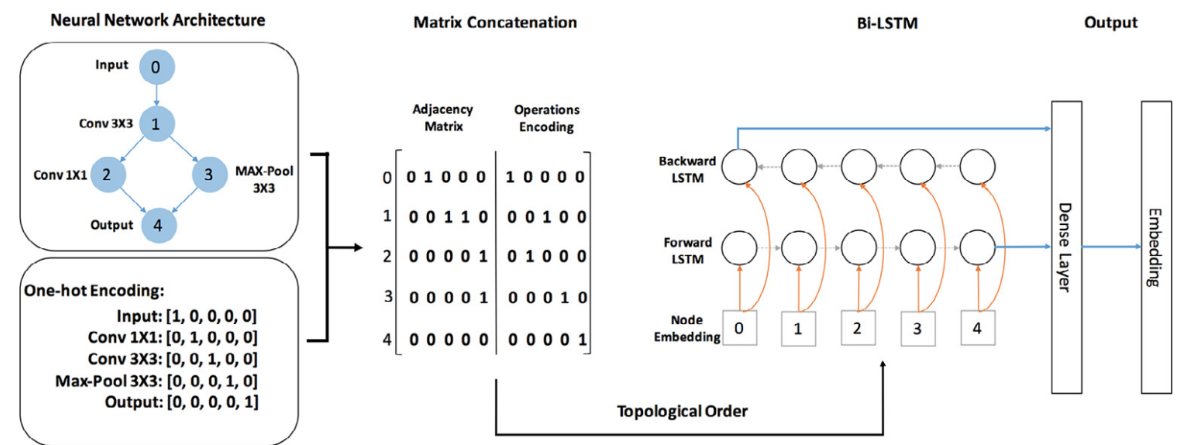 Neural Network Architecture
Input 0
Conv 3X3 1
Conv 1X1 2
3 MAX-Pool
3X3
Output 4
One-hot Encoding:
Input: [1, 0, 0, 0, 0]
Conv 1X1: [0, 1, 0, 0, 0]
Conv 3X3: [0, 0, 1, 0, 0]
Max-Pool 3X3: [0, 0, 0, 1, 0]
Output: [0, 0, 0, 0, 1]
Matrix Concatenation
Adjacency
Matrix
Operations
Encoding
0 0 1 0 0 0 1 0 0 0 0
1 0 0 1 1 0 0 0 1 0 0
2 0 0 0 0 1 0 1 0 0 0
3 0 0 0 0 1 0 0 0 1 0
4 0 0 0 0 0 0 0 0 0 1
Topological Order
Bi-LSTM
Backward
LSTM
Forward
LSTM
Node
Embedding
0 1 2 3 4
Output
Dense Layer
Embedding